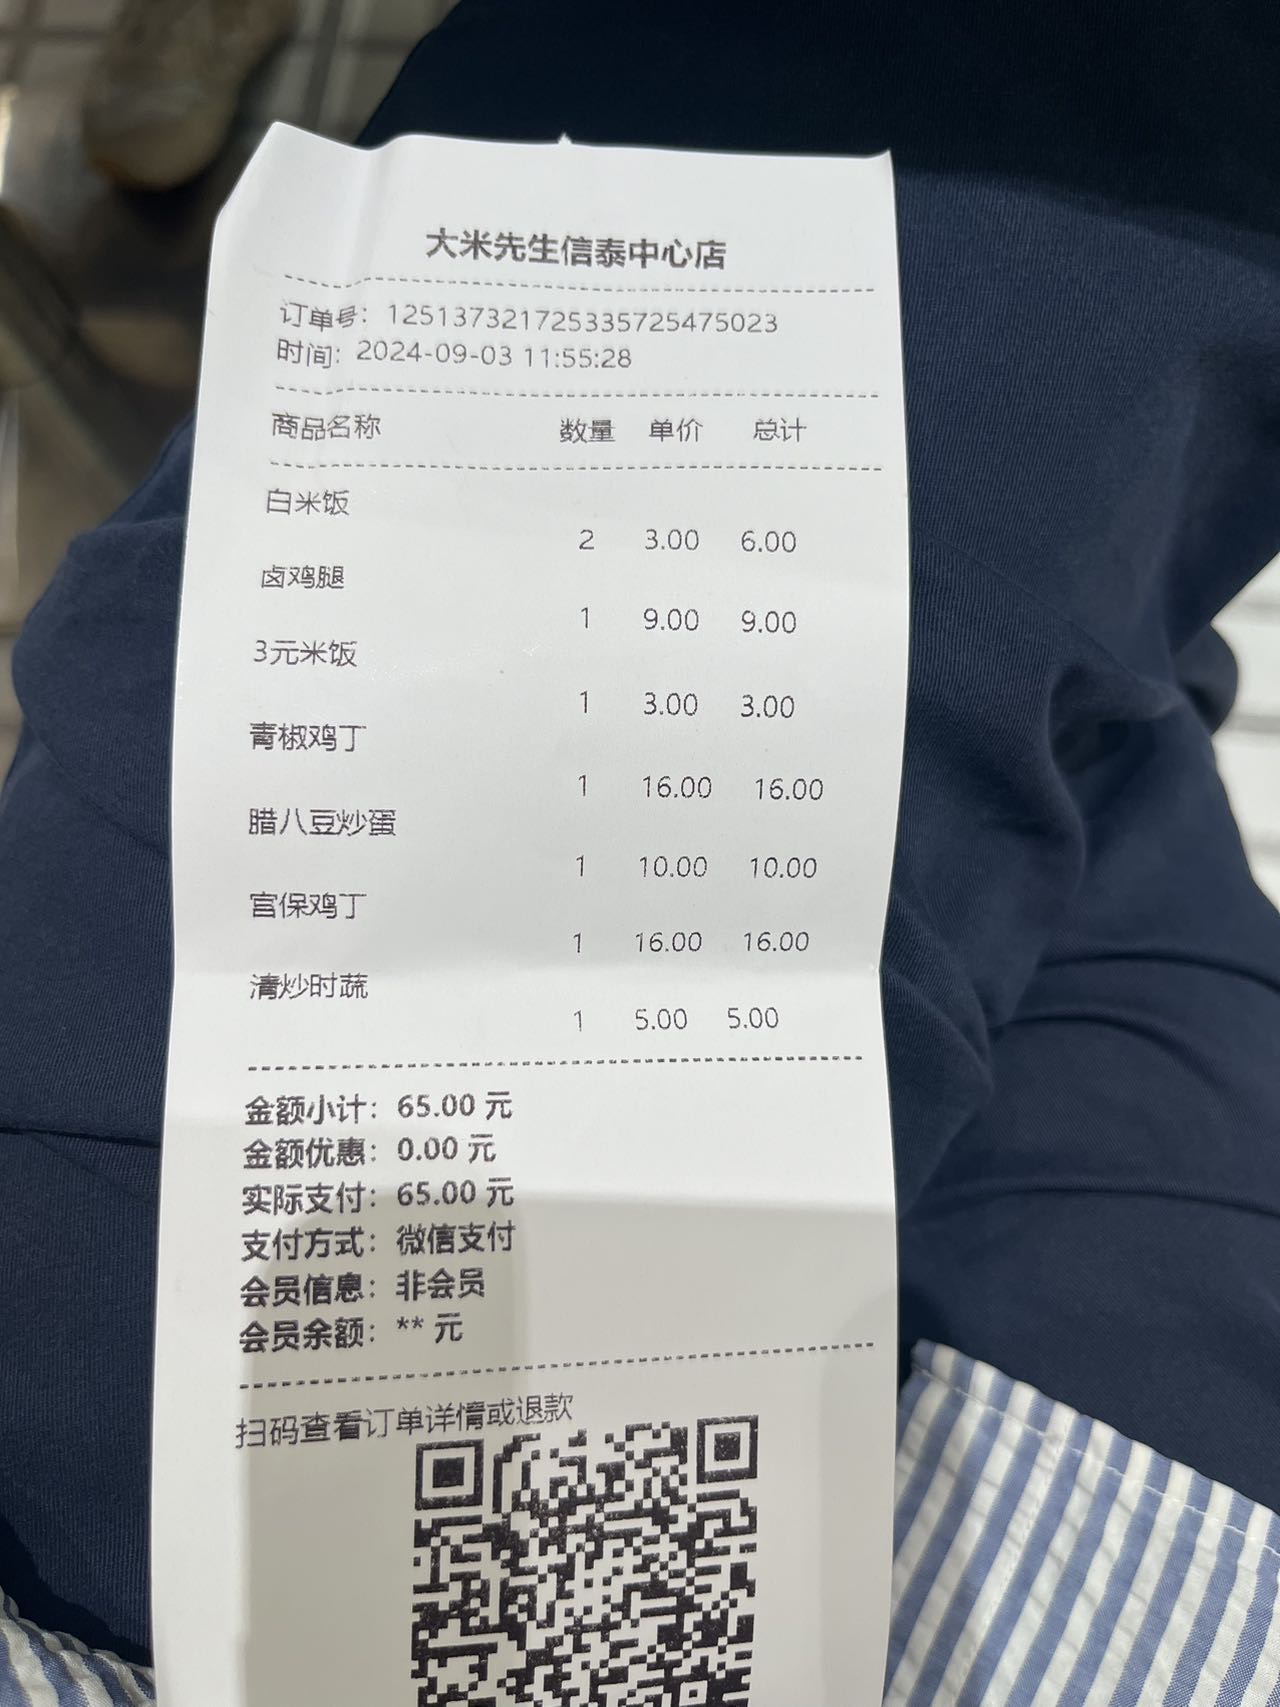 大米先生信泰中心店
订单号：125137321725335725475023
时间：2024-09-03 11:55:28
商品名称 数量 单价 总计
白米饭
2 3.00 6.00
卤鸡腿
1 9.00 9.00
3元米饭
1 3.00 3.00
青椒鸡丁
1 16.00 16.00
腊八豆炒蛋
1 10.00 10.00
宫保鸡丁
1 16.00 16.00
清炒时蔬
1 5.00 5.00
金额小计：65.00 元
金额优惠：0.00 元
实际支付：65.00 元
支付方式：微信支付
会员信息：非会员
会员余额：** 元
扫码查看订单详情或退款